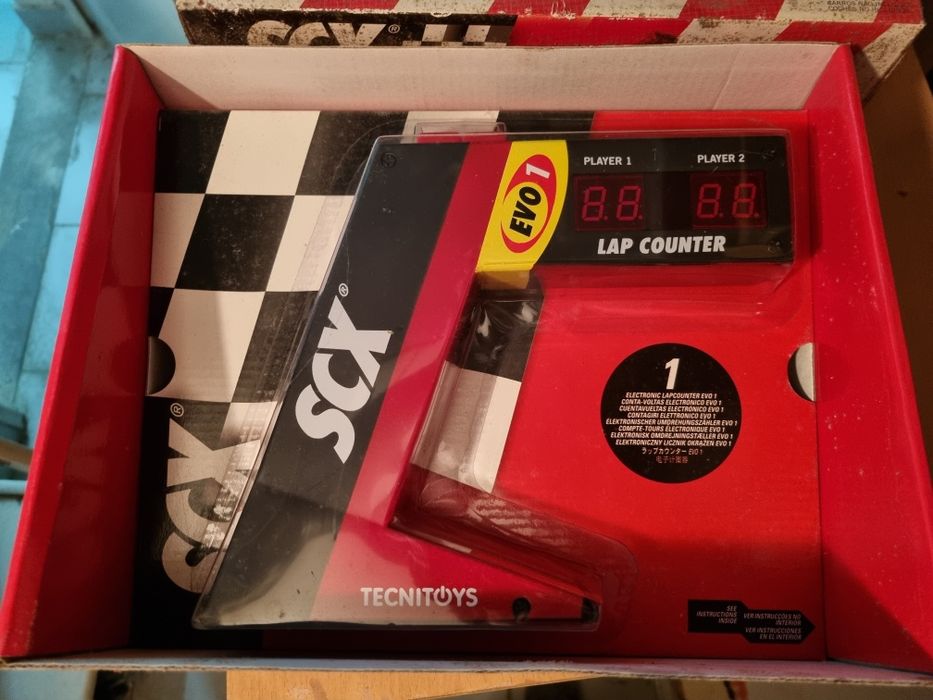 SCX®
PLAYER 1
PLAYER 2
8.8.
8.8.
EVO 1
LAP COUNTER
SCX®
1
ELECTRONIC LAPCOUNTER EVO 1
CONTA-VOLTAS ELECTRONICO EVO 1
CUENTAVUELTAS ELECTRONICO EVO 1
CONTAGIRI ELETTRONICO EVO 1
ELEKTRONISCHER UMDREHUNGSZÄHLER EVO 1
COMPTE-TOURS ÉLECTRONIQUE EVO 1
ELEKTRONISK OMDREJNINGSTÆLLER EVO 1
ELEKTRONICZNY LICZNIK OKRAZEN EVO 1
ラップカウンター EVO 1
SCX®
TECNITOYS
SEE
INSTRUCTIONS
INSIDE
VER INSTRUCCÕES NO
INTERIOR
VER INSTRUCCIONES
EN EL INTERIOR